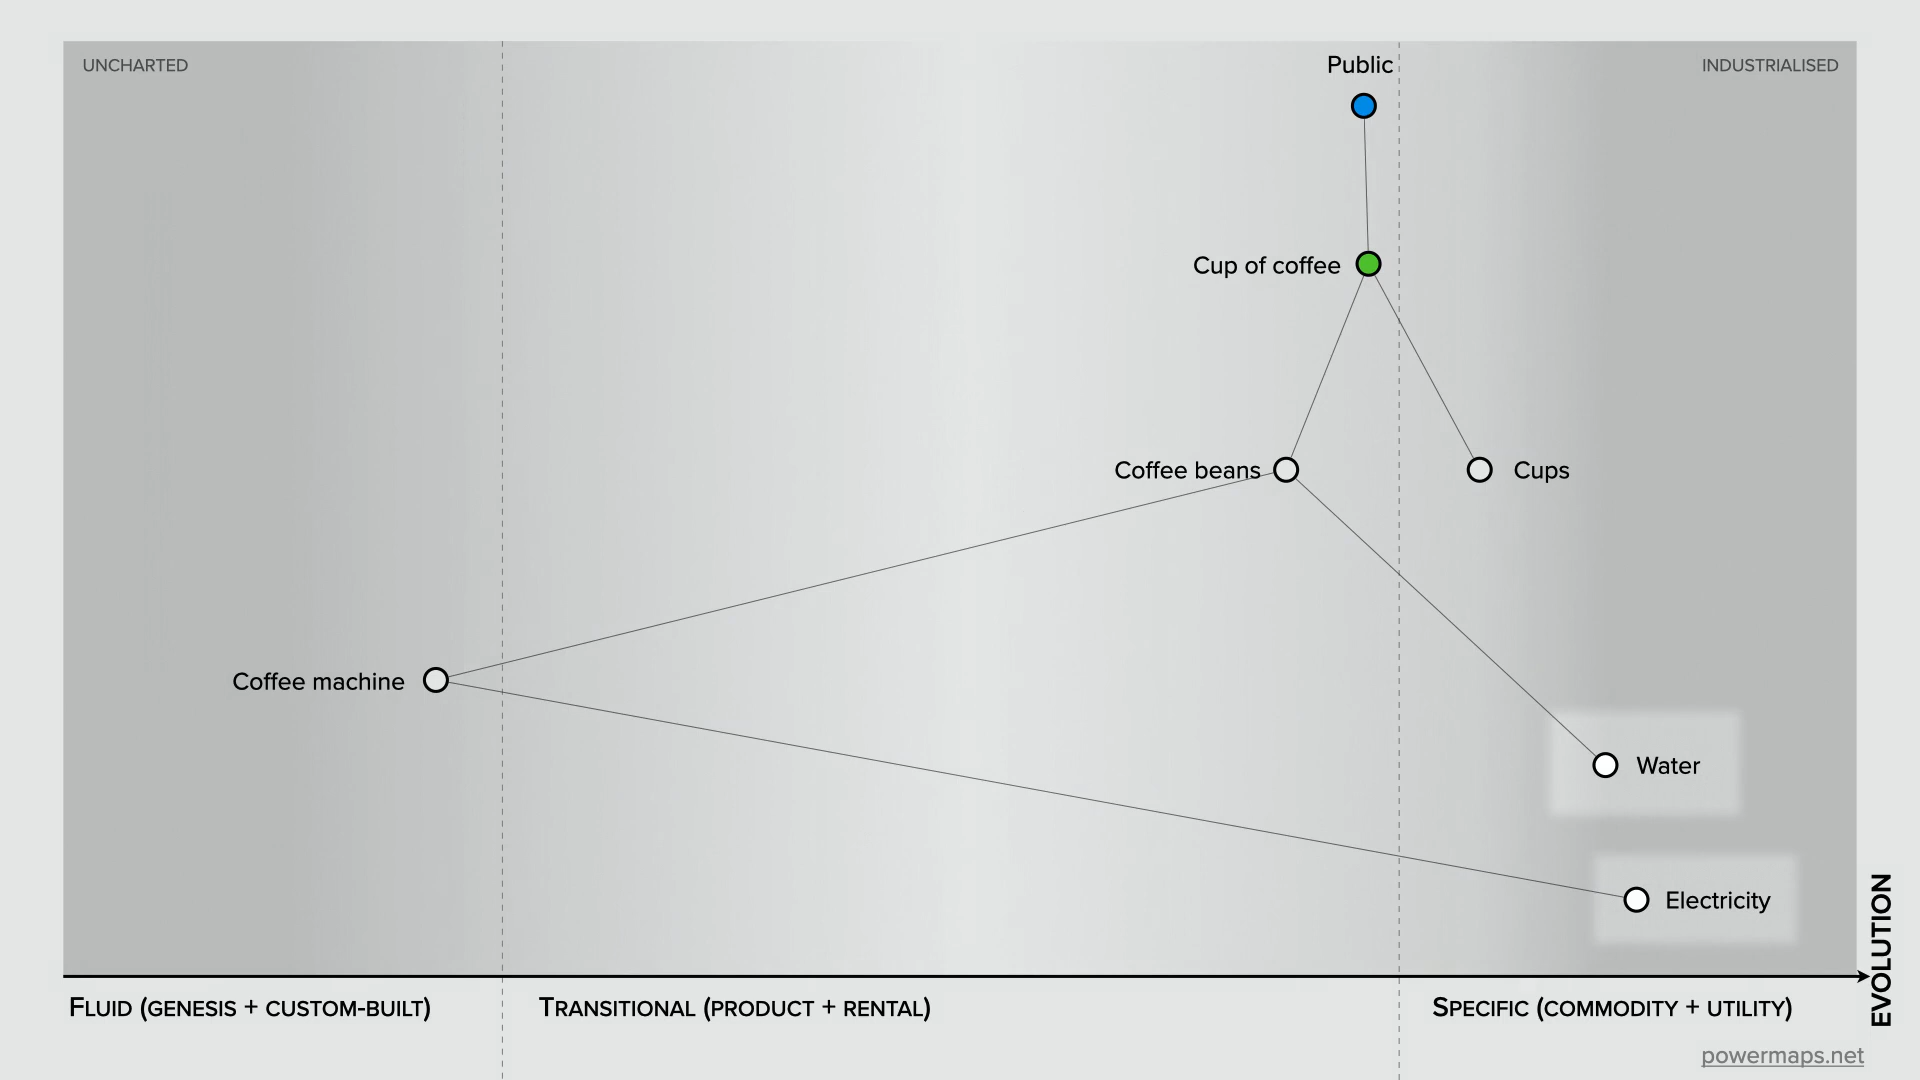 UNCHARTED
Public
INDUSTRIALISED
Cup of coffee
Coffee beans
Cups
Coffee machine
Water
Electricity
EVOLUTION
FLUID (GENESIS + CUSTOM-BUILT)
TRANSITIONAL (PRODUCT + RENTAL)
SPECIFIC (COMMODITY + UTILITY)
powermaps.net